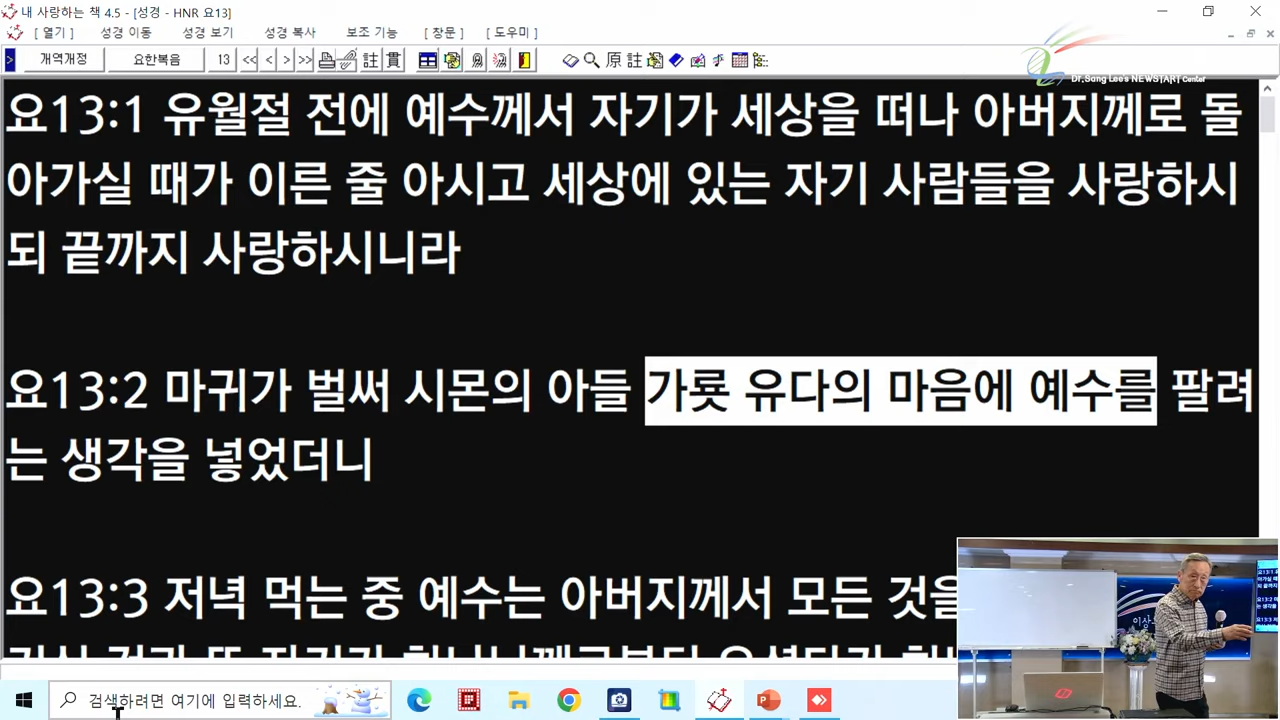 내 사랑하는 책 4.5 - [성경 - HNR 요13]
[ 열기 ] 성경 이동 성경 보기 성경 복사 보조 기능 [ 창문 ] [ 도우미 ]
> 개역개정 요한복음 13 << < > >> 註 貫 原 註
Dr.Sang Lee's NEWSTART Center
요13:1 유월절 전에 예수께서 자기가 세상을 떠나 아버지께로 돌
아가실 때가 이른 줄 아시고 세상에 있는 자기 사람들을 사랑하시
되 끝까지 사랑하시니라
요13:2 마귀가 벌써 시몬의 아들 가룟 유다의 마음에 예수를 팔려
는 생각을 넣었더니
요13:3 저녁 먹는 중 예수는 아버지께서 모든 것을
검색하려면 여기에 입력하세요.